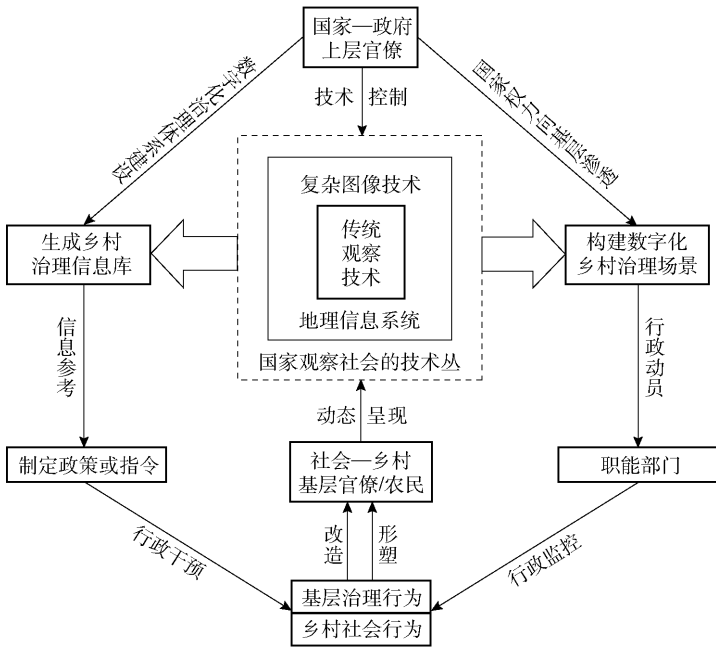 国家—政府
上层官僚
数字化治理体系建设
技术 控制
国家权力向基层渗透
复杂图像技术
传统
观察
技术
地理信息系统
国家观察社会的技术丛
生成乡村
治理信息库
构建数字化
乡村治理场景
信息参考
行政动员
动态 呈现
制定政策或指令
社会—乡村
基层官僚/农民
职能部门
行政干预
改造
形塑
行政监控
基层治理行为
乡村社会行为